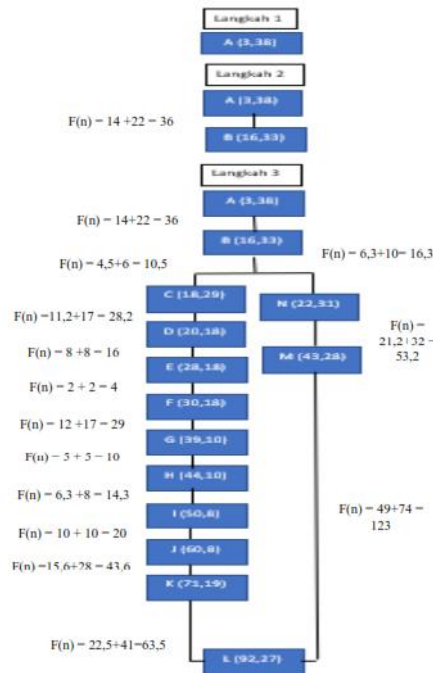 Langkah 1
A (3,38)
Langkah 2
A (3,38)
F(n) = 14 +22 = 36
B (16,33)
Langkah 3
A (3,38)
F(n) = 14+22 = 36
B (16,33)
F(n) = 6,3+10= 16,3
F(n) = 4,5+6 = 10,5
C (18,29)
N (22,31)
F(n) =11,2+17 = 28,2
D (20,18)
F(n) =
21,2+32 =
53,2
F(n) = 8 +8 = 16
M (43,28)
E (28,18)
F(n) = 2 + 2 = 4
F (30,18)
F(n) = 12 +17 = 29
G (39,10)
F(n) = 5 + 5 = 10
H (44,10)
F(n) = 6,3 +8 = 14,3
I (50,8)
F(n) = 49+74 =
123
F(n) = 10 + 10 = 20
J (60,8)
F(n) =15,6+28 = 43,6
K (71,19)
F(n) = 22,5+41=63,5
L (92,27)